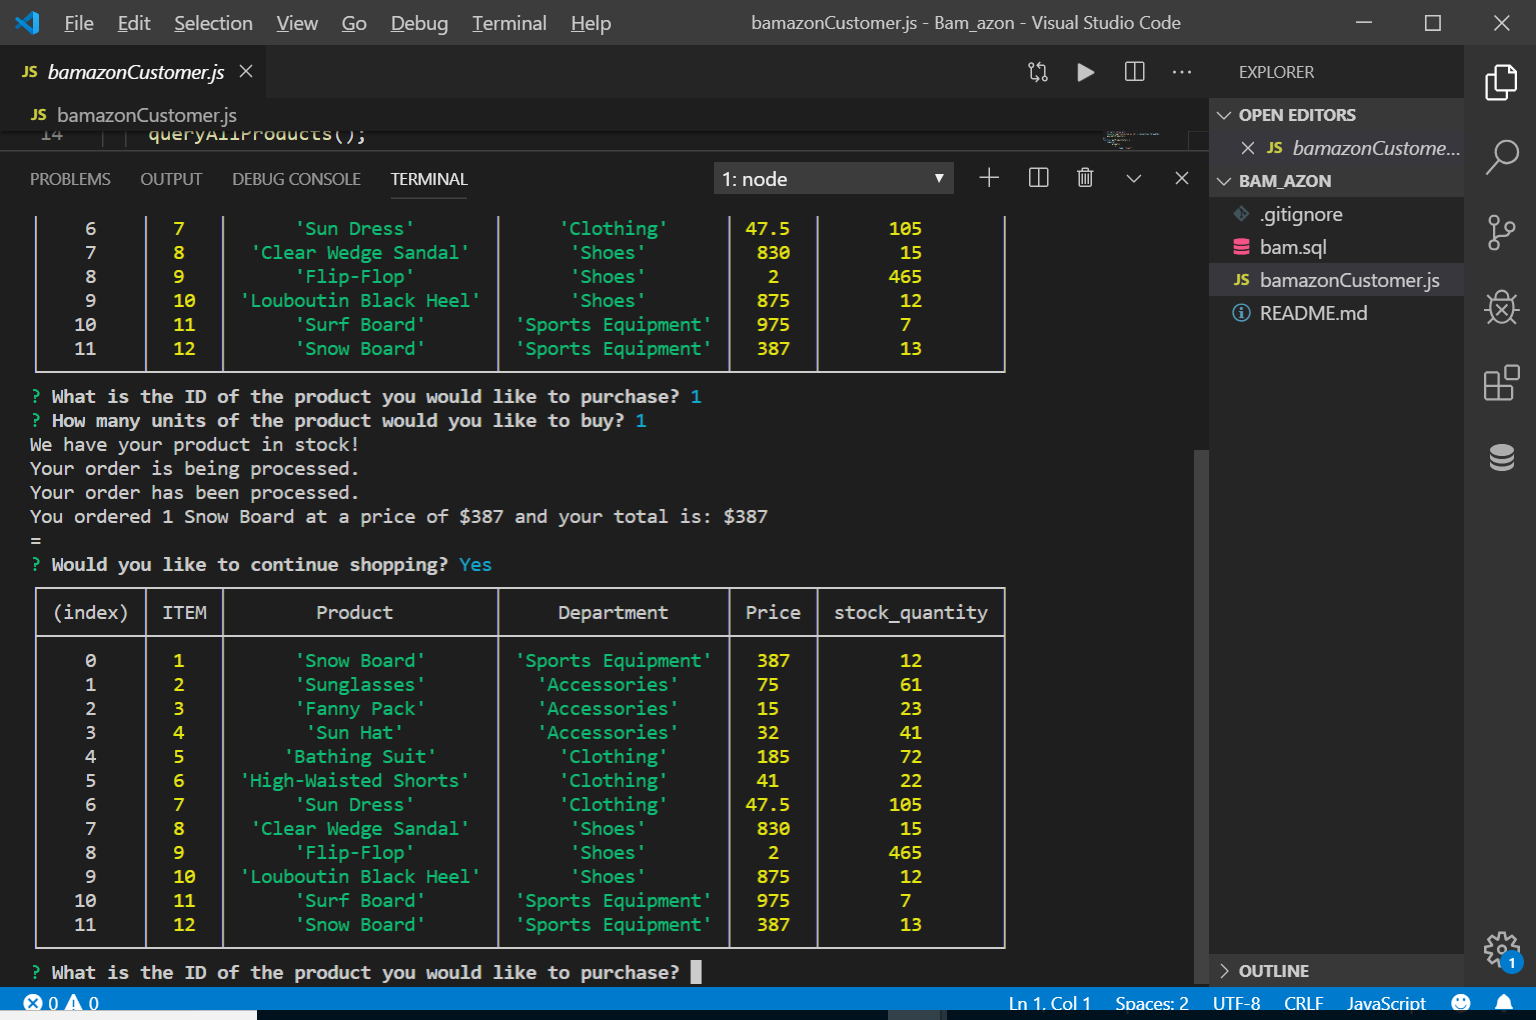 File Edit Selection View Go Debug Terminal Help bamazonCustomer.js - Bam_azon - Visual Studio Code
JS bamazonCustomer.js
JS bamazonCustomer.js
14 queryAllProducts();
PROBLEMS OUTPUT DEBUG CONSOLE TERMINAL 1: node
6 7 'Sun Dress' 'Clothing' 47.5 105
7 8 'Clear Wedge Sandal' 'Shoes' 830 15
8 9 'Flip-Flop' 'Shoes' 2 465
9 10 'Louboutin Black Heel' 'Shoes' 875 12
10 11 'Surf Board' 'Sports Equipment' 975 7
11 12 'Snow Board' 'Sports Equipment' 387 13
? What is the ID of the product you would like to purchase? 1
? How many units of the product would you like to buy? 1
We have your product in stock!
Your order is being processed.
Your order has been processed.
You ordered 1 Snow Board at a price of $387 and your total is: $387
=
? Would you like to continue shopping? Yes
(index) ITEM Product Department Price stock_quantity
0 1 'Snow Board' 'Sports Equipment' 387 12
1 2 'Sunglasses' 'Accessories' 75 61
2 3 'Fanny Pack' 'Accessories' 15 23
3 4 'Sun Hat' 'Accessories' 32 41
4 5 'Bathing Suit' 'Clothing' 185 72
5 6 'High-Waisted Shorts' 'Clothing' 41 22
6 7 'Sun Dress' 'Clothing' 47.5 105
7 8 'Clear Wedge Sandal' 'Shoes' 830 15
8 9 'Flip-Flop' 'Shoes' 2 465
9 10 'Louboutin Black Heel' 'Shoes' 875 12
10 11 'Surf Board' 'Sports Equipment' 975 7
11 12 'Snow Board' 'Sports Equipment' 387 13
? What is the ID of the product you would like to purchase?
EXPLORER
OPEN EDITORS
JS bamazonCustome...
BAM_AZON
.gitignore
bam.sql
JS bamazonCustomer.js
README.md
OUTLINE
1
0 0 Ln 1, Col 1 Spaces: 2 UTF-8 CRLF JavaScript